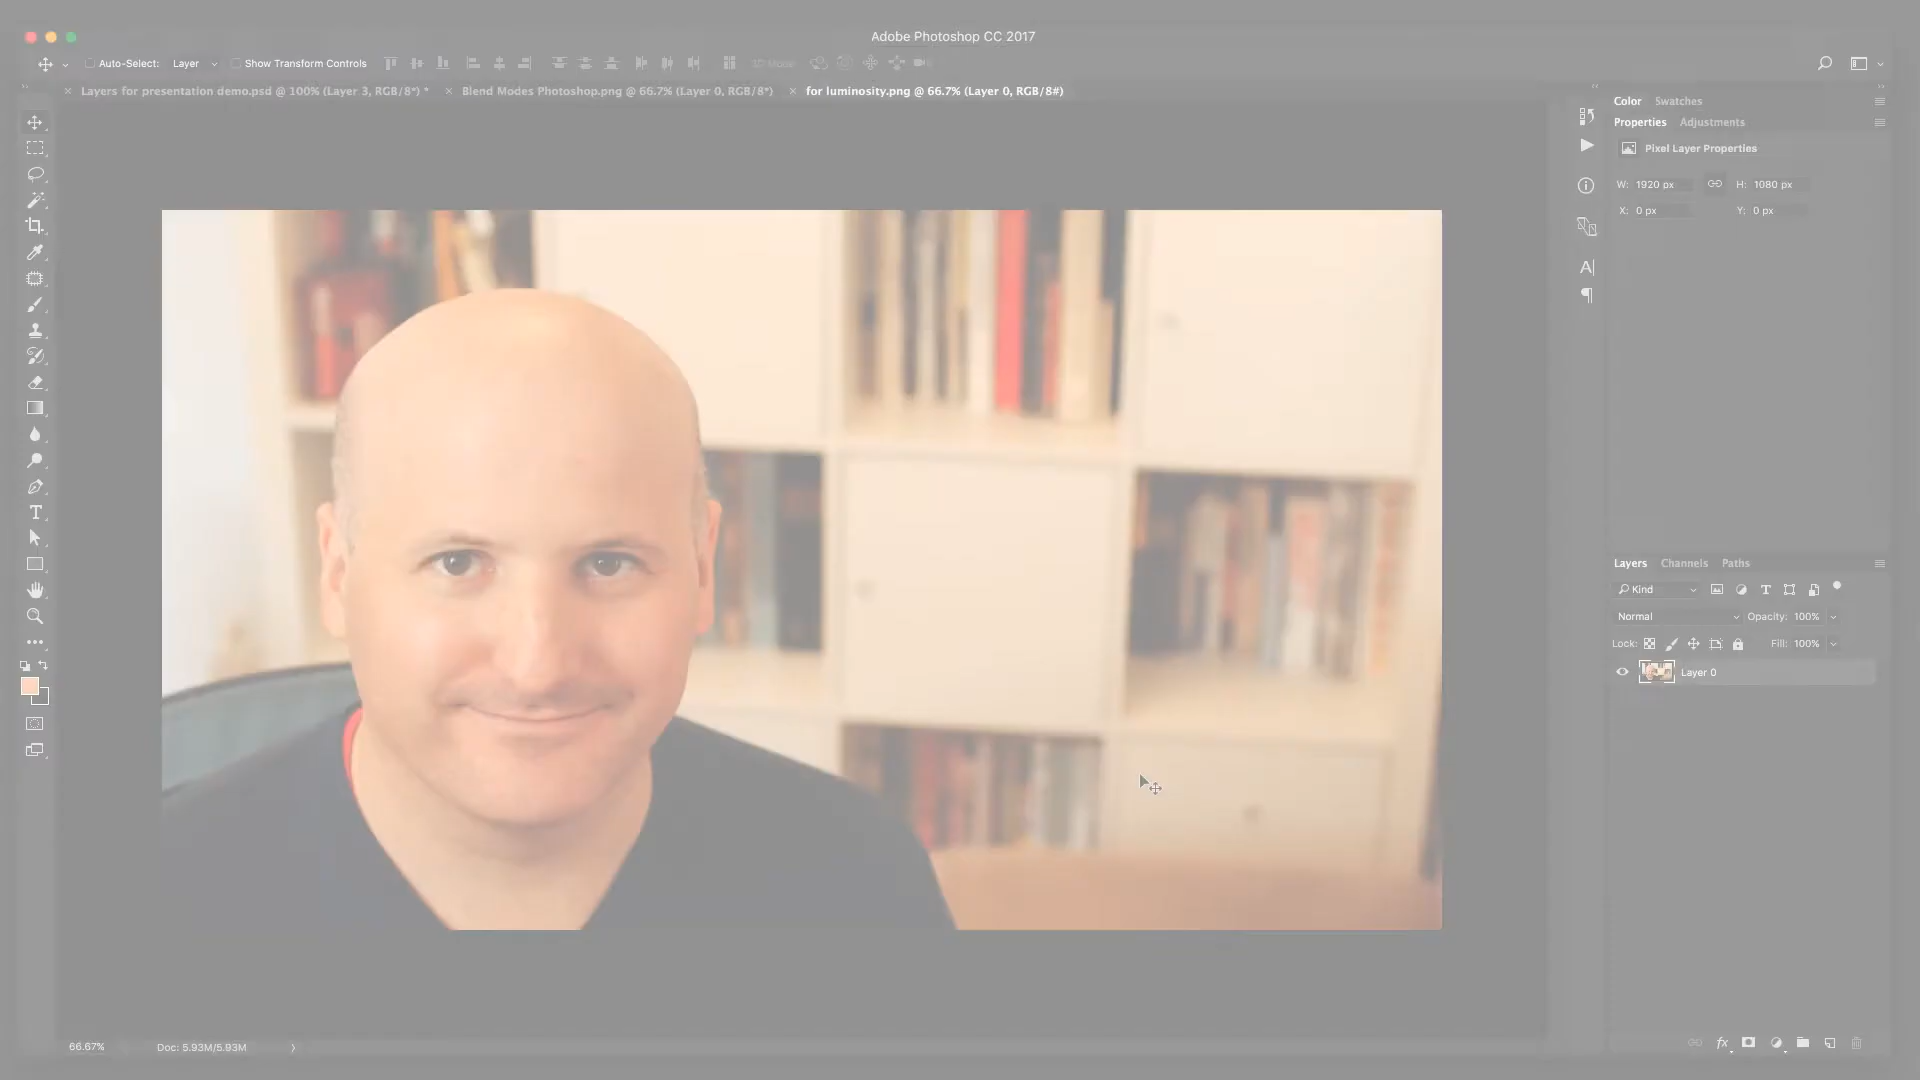 Adobe Photoshop CC 2017
Auto-Select: Layer Show Transform Controls 3D Mode:
Layers for presentation demo.psd @ 100% (Layer 3, RGB/8*) * Blend Modes Photoshop.png @ 66.7% (Layer 0, RGB/8*) for luminosity.png @ 66.7% (Layer 0, RGB/8#)
Color Swatches
Properties Adjustments
Pixel Layer Properties
W: 1920 px H: 1080 px
X: 0 px Y: 0 px
Layers Channels Paths
Kind
Normal Opacity: 100%
Lock: Fill: 100%
Layer 0
66.67% Doc: 5.93M/5.93M
fx